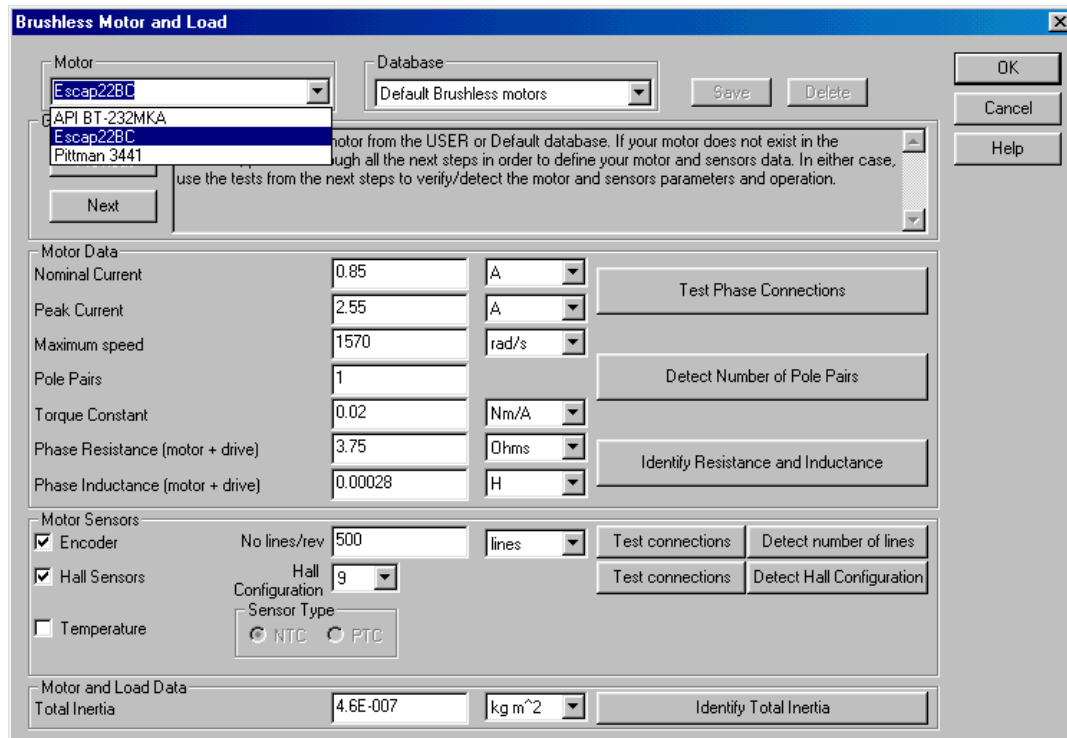 Brushless Motor and Load
Motor
Database
Escap22BC
Default Brushless motors
Save
Delete
OK
Cancel
Help
API BT-232MKA
Escap22BC
Pittman 3441
G
motor from the USER or Default database. If your motor does not exist in the
ough all the next steps in order to define your motor and sensors data. In either case,
use the tests from the next steps to verify/detect the motor and sensors parameters and operation.
Next
Motor Data
Nominal Current 0.85 A
Test Phase Connections
Peak Current 2.55 A
Maximum speed 1570 rad/s
Pole Pairs 1
Detect Number of Pole Pairs
Torque Constant 0.02 Nm/A
Phase Resistance (motor + drive) 3.75 Ohms
Identify Resistance and Inductance
Phase Inductance (motor + drive) 0.00028 H
Motor Sensors
Encoder No lines/rev 500 lines Test connections Detect number of lines
Hall Sensors Hall Configuration 9 Test connections Detect Hall Configuration
Sensor Type
Temperature NTC PTC
Motor and Load Data
Total Inertia 4.6E-007 kg m^2 Identify Total Inertia